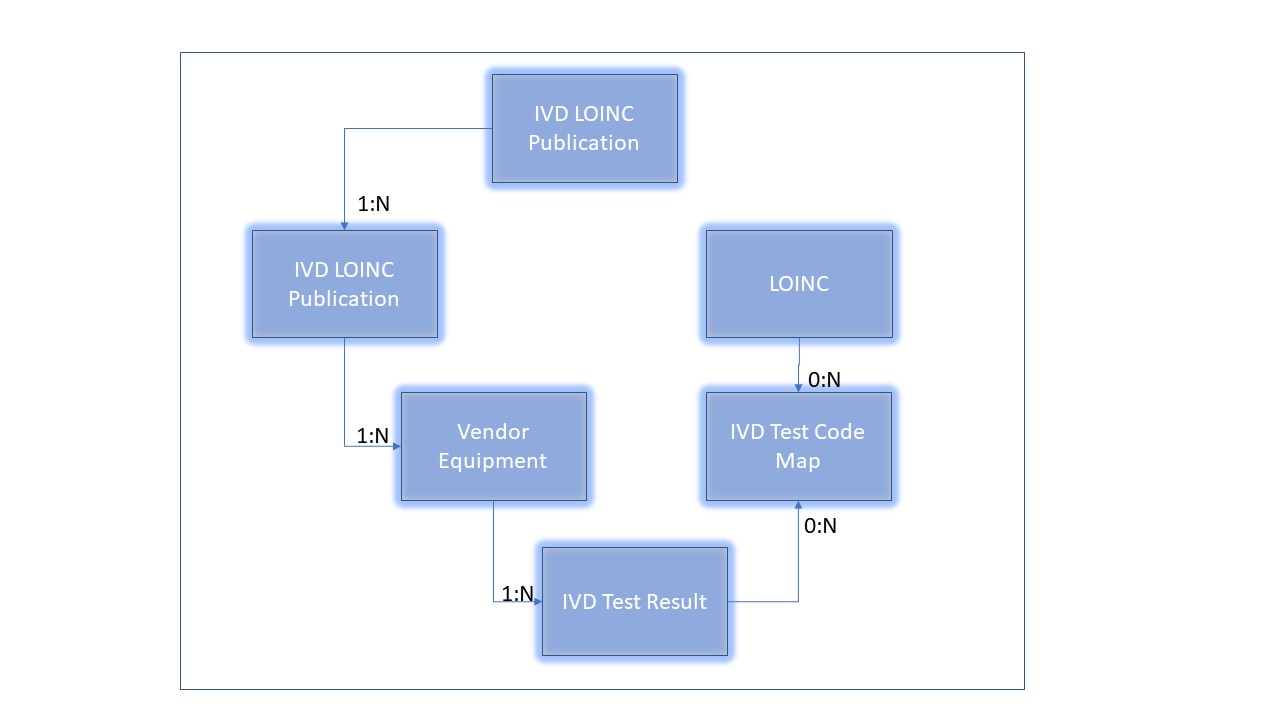 IVD LOINC
Publication
1:N
IVD LOINC
Publication
LOINC
0:N
1:N
Vendor
Equipment
IVD Test Code
Map
0:N
1:N
IVD Test Result